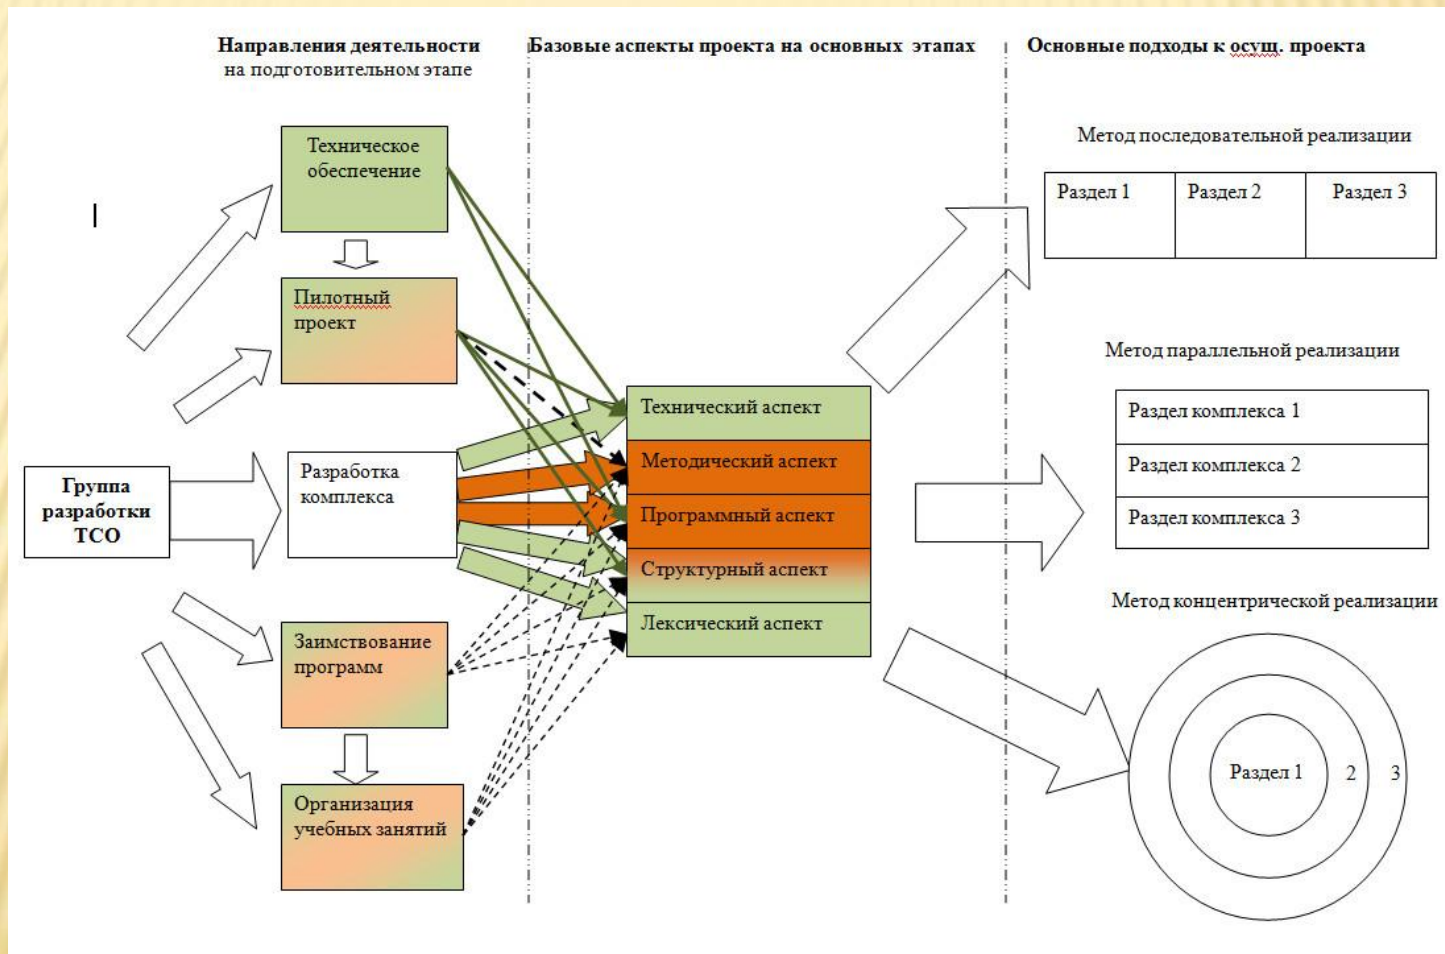 Направления деятельности
на подготовительном этапе
Базовые аспекты проекта на основных этапах
Основные подходы к осущ. проекта
Группа
разработки
ТСО
Техническое
обеспечение
Пилотный
проект
Разработка
комплекса
Заимствование
программ
Организация
учебных занятий
Технический аспект
Методический аспект
Программный аспект
Структурный аспект
Лексический аспект
Метод последовательной реализации
Раздел 1 Раздел 2 Раздел 3
Метод параллельной реализации
Раздел комплекса 1
Раздел комплекса 2
Раздел комплекса 3
Метод концентрической реализации
Раздел 1 2 3